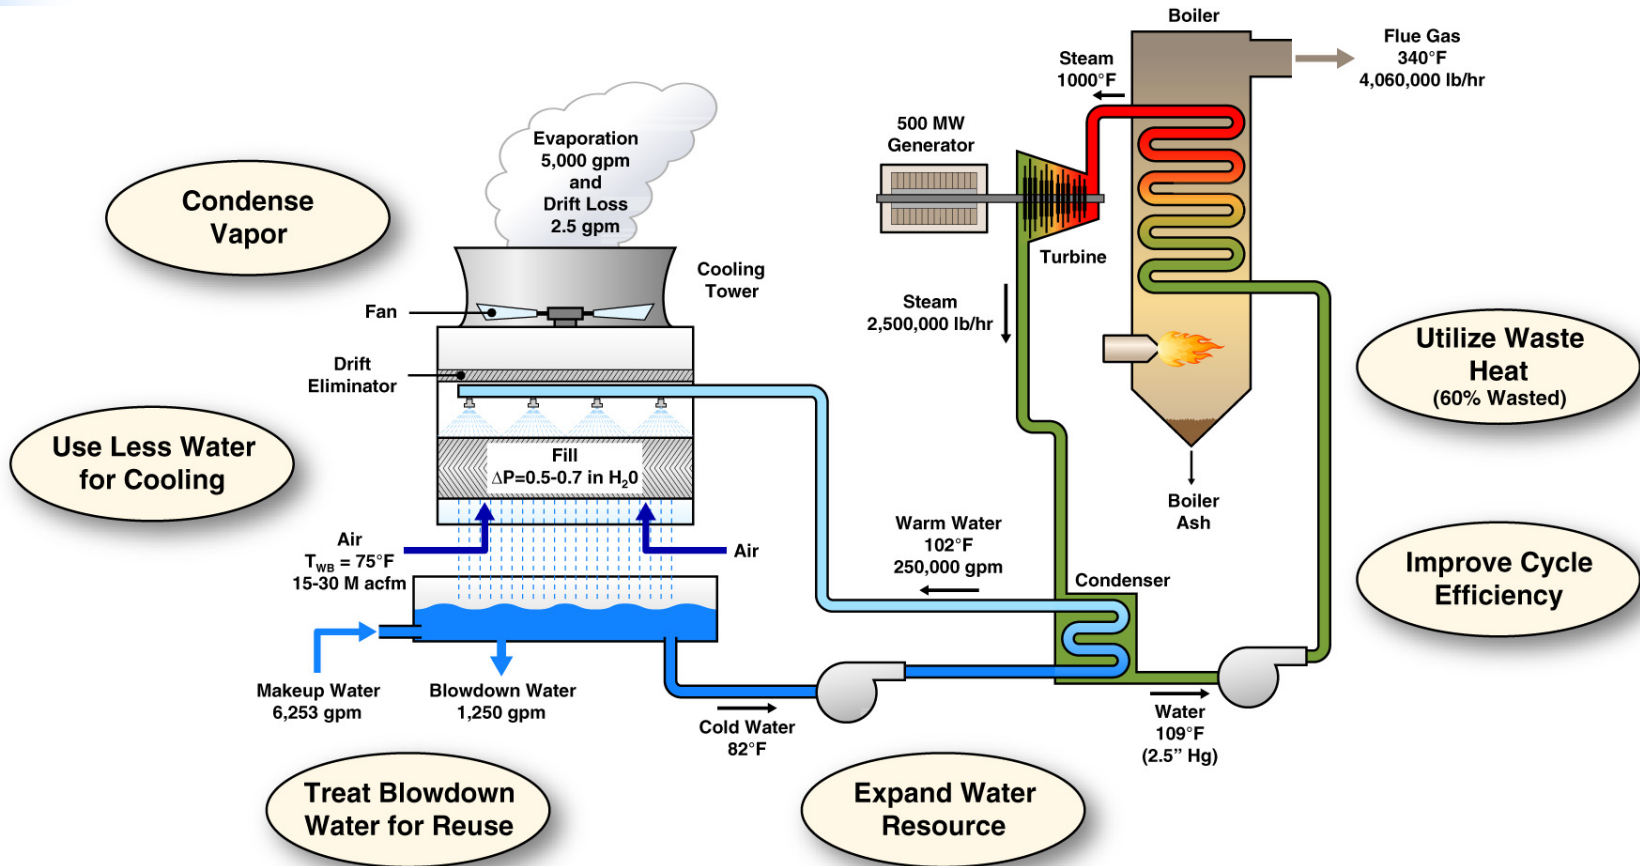 Boiler
Flue Gas
340°F
4,060,000 lb/hr
Steam
1000°F
500 MW
Generator
Evaporation
5,000 gpm
and
Drift Loss
2.5 gpm
Condense
Vapor
Turbine
Cooling
Tower
Fan
Steam
2,500,000 lb/hr
Drift
Eliminator
Utilize Waste
Heat
(60% Wasted)
Use Less Water
for Cooling
Fill
ΔP=0.5-0.7 in H₂0
Boiler
Ash
Air
T_WB = 75°F
15-30 M acfm
Air
Warm Water
102°F
250,000 gpm
Condenser
Improve Cycle
Efficiency
Makeup Water
6,253 gpm
Blowdown Water
1,250 gpm
Cold Water
82°F
Water
109°F
(2.5” Hg)
Treat Blowdown
Water for Reuse
Expand Water
Resource